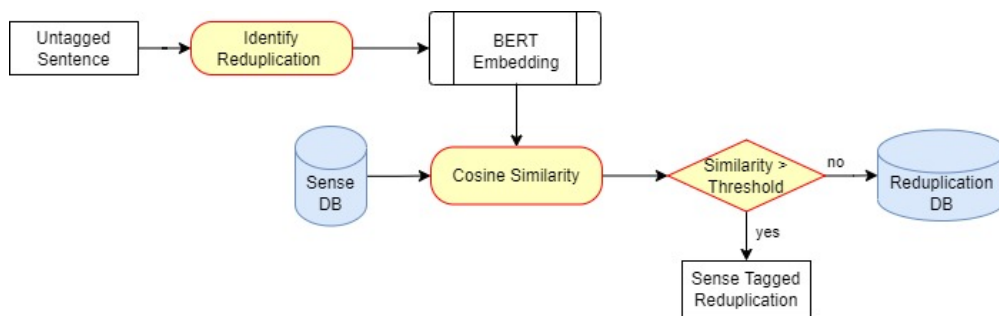 Untagged
Sentence
Identify
Reduplication
BERT
Embedding
Sense
DB
Cosine Similarity
Similarity >
Threshold
no
Reduplication
DB
yes
Sense Tagged
Reduplication